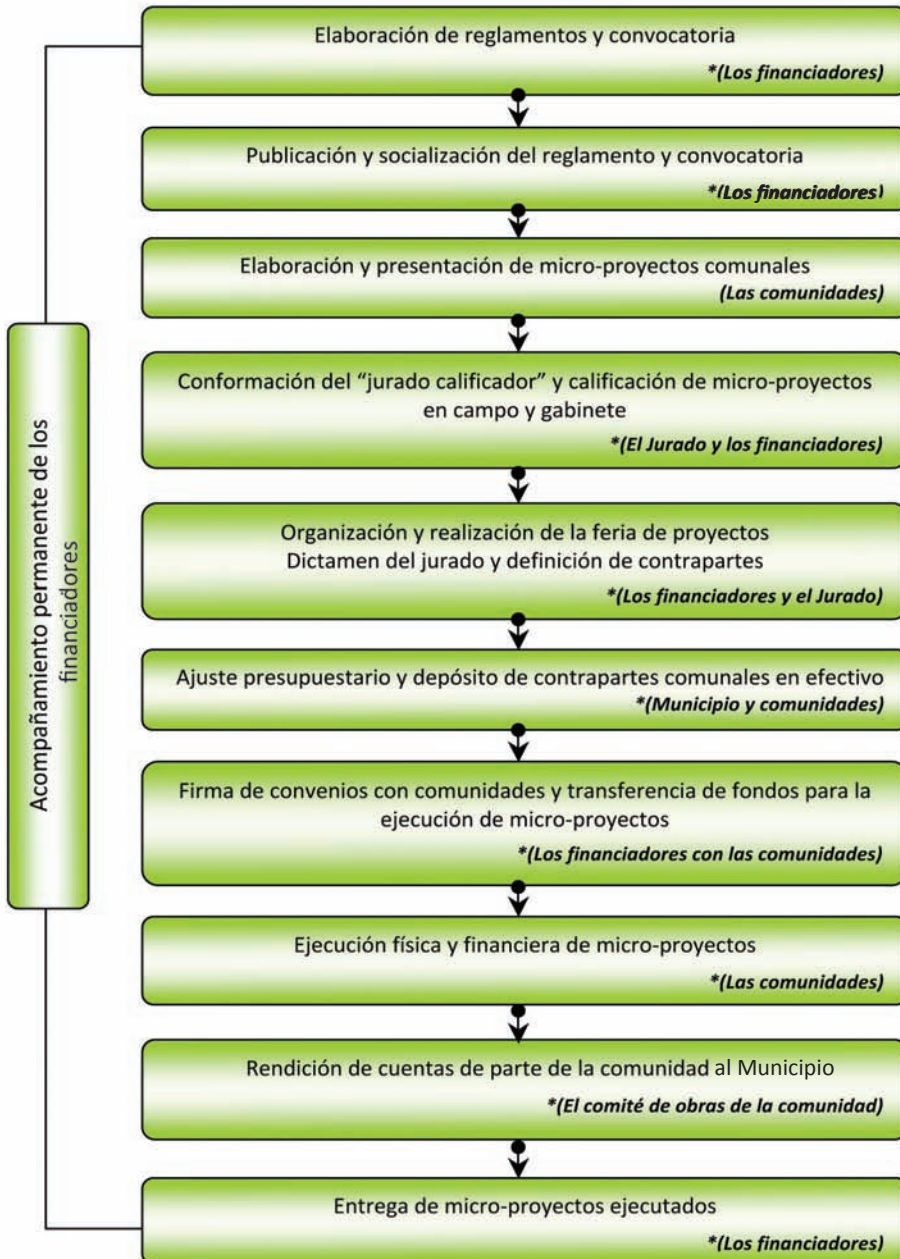 Elaboración de reglamentos y convocatoria
*(Los financiadores)
Publicación y socialización del reglamento y convocatoria
*(Los financiadores)
Elaboración y presentación de micro-proyectos comunales
(Las comunidades)
Conformación del “jurado calificador” y calificación de micro-proyectos
en campo y gabinete
*(El Jurado y los financiadores)
Organización y realización de la feria de proyectos
Dictamen del jurado y definición de contrapartes
*(Los financiadores y el Jurado)
Ajuste presupuestario y depósito de contrapartes comunales en efectivo
*(Municipio y comunidades)
Firma de convenios con comunidades y transferencia de fondos para la
ejecución de micro-proyectos
*(Los financiadores con las comunidades)
Ejecución física y financiera de micro-proyectos
*(Las comunidades)
Rendición de cuentas de parte de la comunidad al Municipio
*(El comité de obras de la comunidad)
Entrega de micro-proyectos ejecutados
*(Los financiadores)
Acompañamiento permanente de los
financiadores